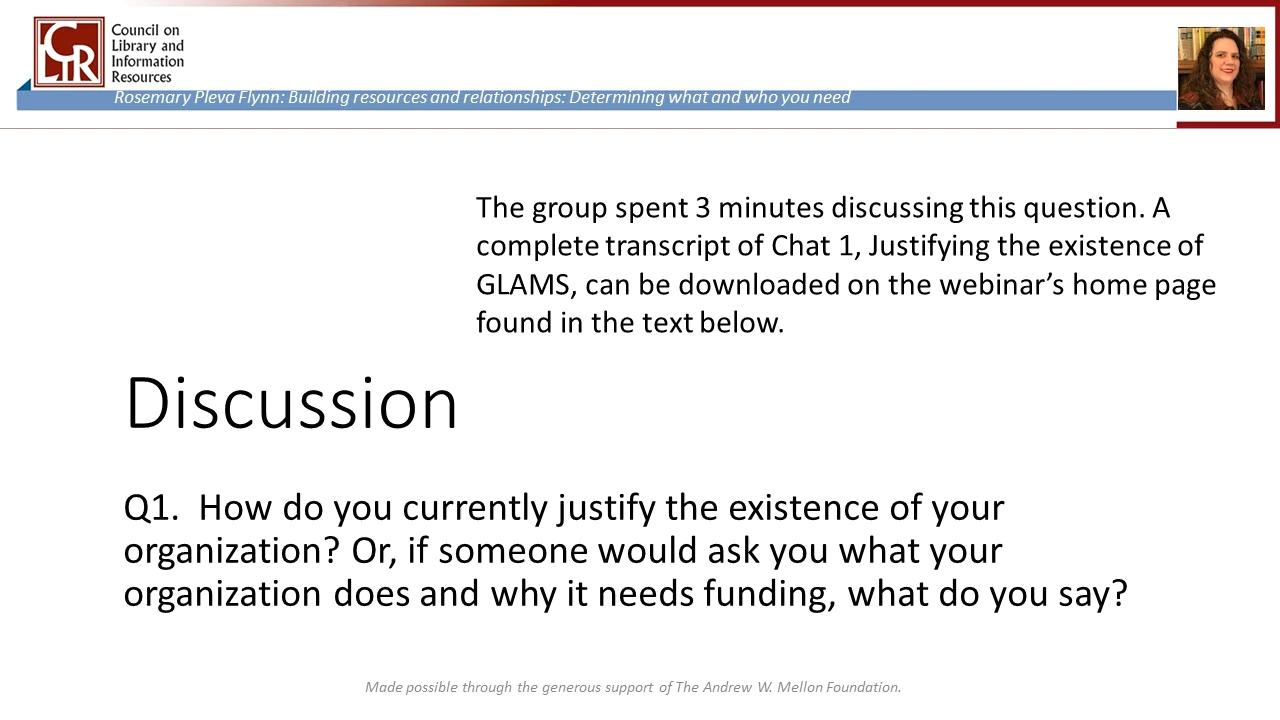 CLIR
Council on
Library and
Information
Resources
Rosemary Pleva Flynn: Building resources and relationships: Determining what and who you need
The group spent 3 minutes discussing this question. A
complete transcript of Chat 1, Justifying the existence of
GLAMS, can be downloaded on the webinar’s home page
found in the text below.
Discussion
Q1. How do you currently justify the existence of your
organization? Or, if someone would ask you what your
organization does and why it needs funding, what do you say?
Made possible through the generous support of The Andrew W. Mellon Foundation.